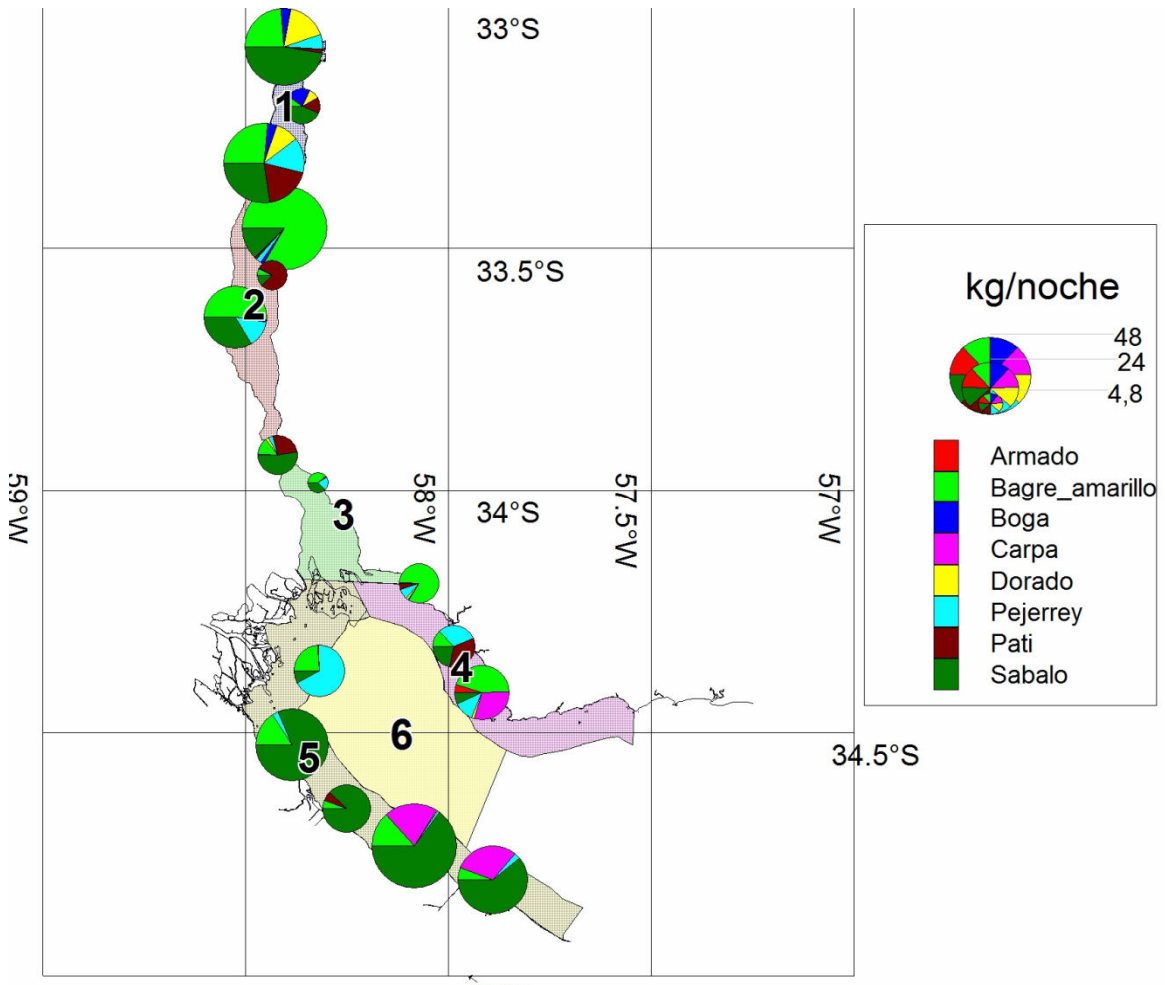 33°S
1
33.5°S
2
kg/noche
48
24
4,8
59°W
58°W
57.5°W
57°W
34°S
3
Armado
Bagre_amarillo
Boga
Carpa
Dorado
Pejerrey
Pati
Sabalo
4
6
5
34.5°S